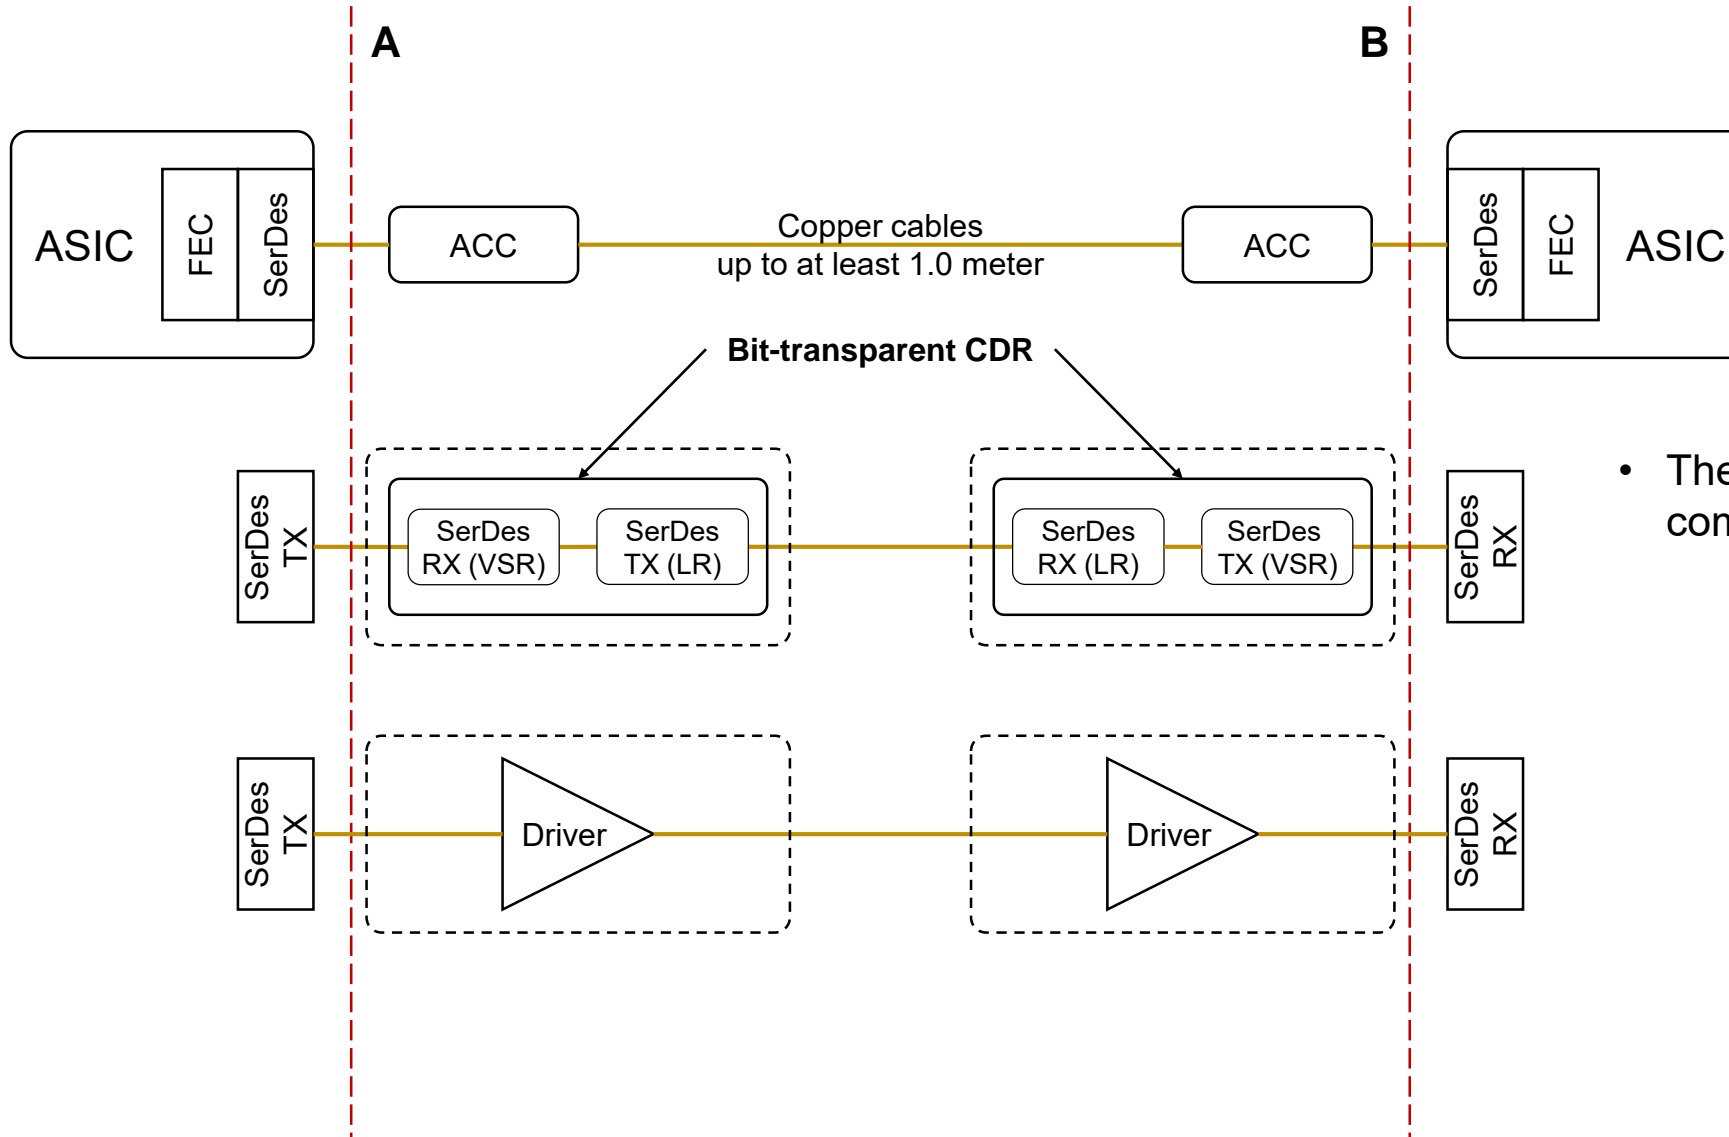 A
B
ASIC
FEC
SerDes
ACC
Copper cables
up to at least 1.0 meter
ACC
SerDes
FEC
ASIC
Bit-transparent CDR
SerDes
TX
SerDes
RX (VSR)
SerDes
TX (LR)
SerDes
RX (LR)
SerDes
TX (VSR)
SerDes
RX
• The
con
SerDes
TX
Driver
Driver
SerDes
RX